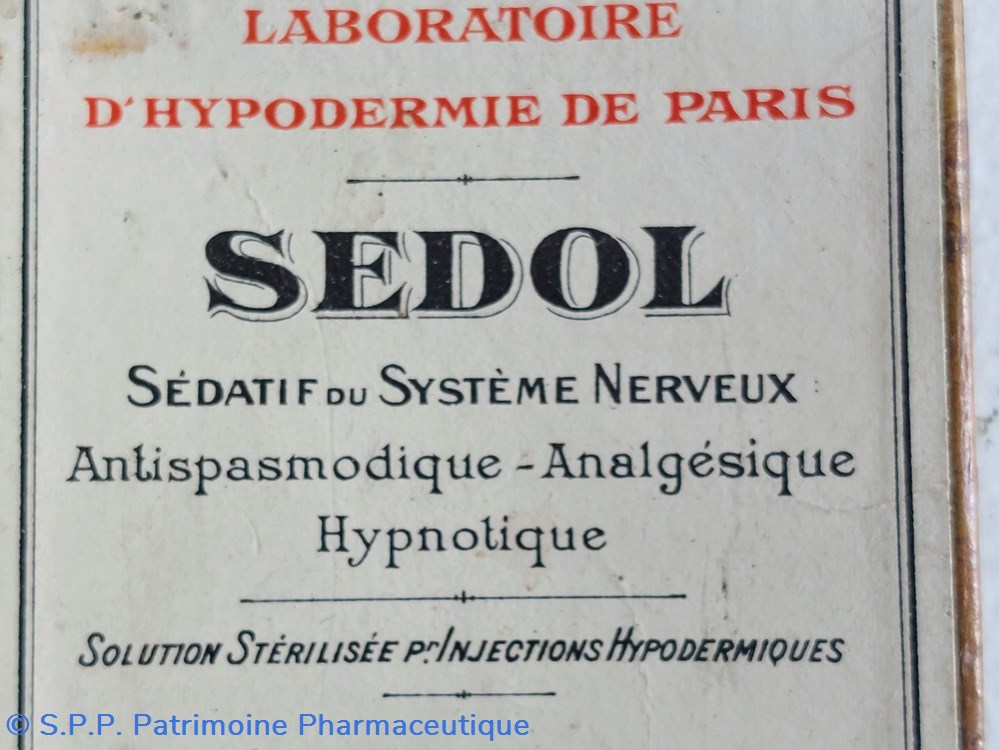 LABORATOIRE
D'HYPODERMIE DE PARIS
SEDOL
SÉDATIF DU SYSTÈME NERVEUX :
Antispasmodique - Analgésique
Hypnotique
SOLUTION STÉRILISÉE Pr INJECTIONS HYPODERMIQUES
© S.P.P. Patrimoine Pharmaceutique